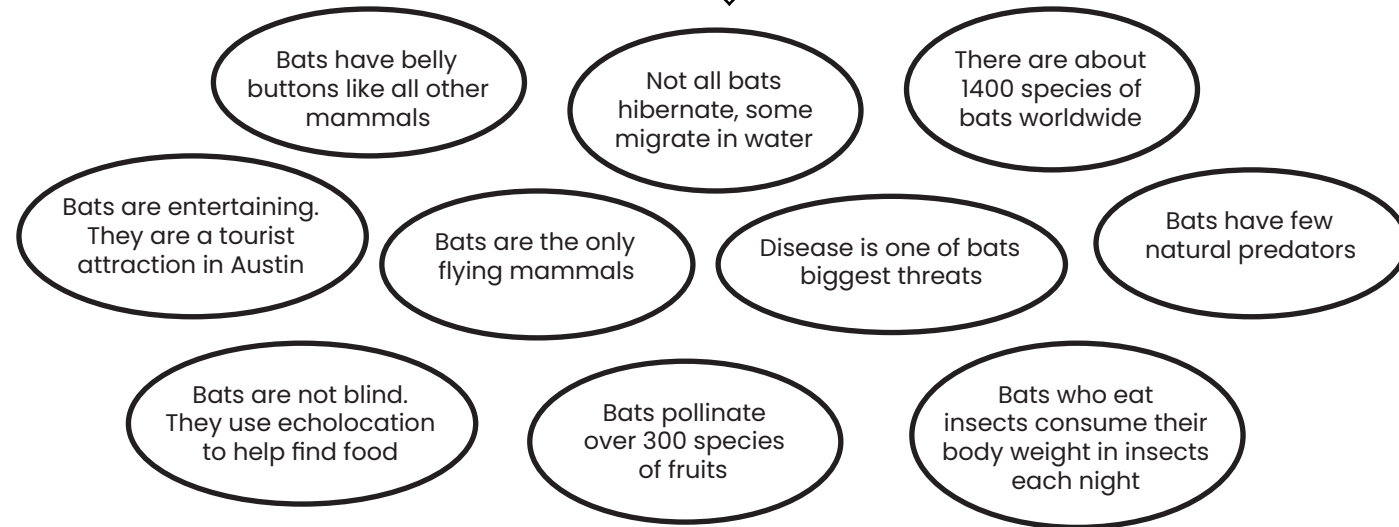 Bats have belly
buttons like all other
mammals
Not all bats
hibernate, some
migrate in water
There are about
1400 species of
bats worldwide
Bats are entertaining.
They are a tourist
attraction in Austin
Bats are the only
flying mammals
Disease is one of bats
biggest threats
Bats have few
natural predators
Bats are not blind.
They use echolocation
to help find food
Bats pollinate
over 300 species
of fruits
Bats who eat
insects consume their
body weight in insects
each night